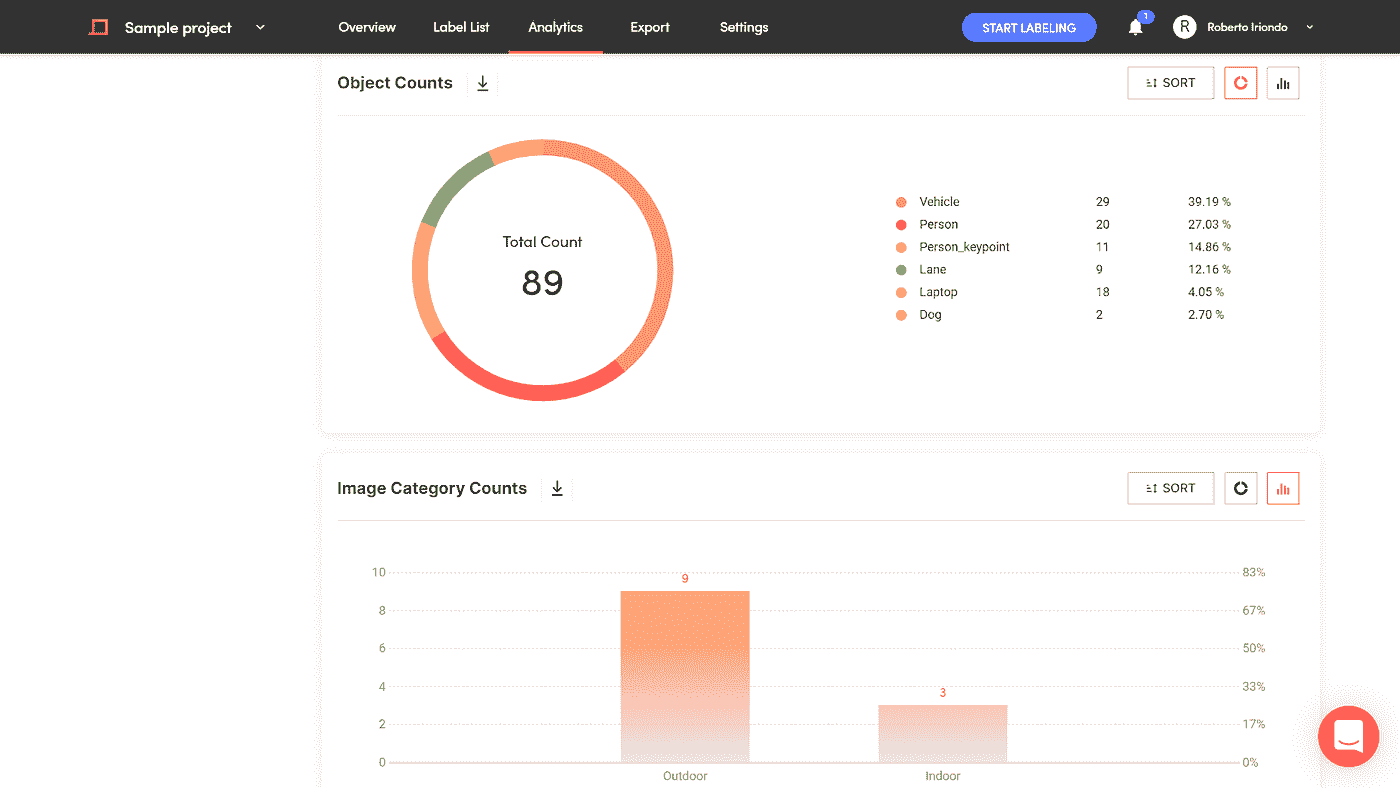 Sample project Overview Label List Analytics Export Settings START LABELING 1 R Roberto Iriondo
Object Counts SORT
Total Count
89
Vehicle 29 39.19 %
Person 20 27.03 %
Person_keypoint 11 14.86 %
Lane 9 12.16 %
Laptop 18 4.05 %
Dog 2 2.70 %
Image Category Counts SORT
10 83%
9
8 67%
6 50%
4 33%
3
2 17%
0 0%
Outdoor Indoor